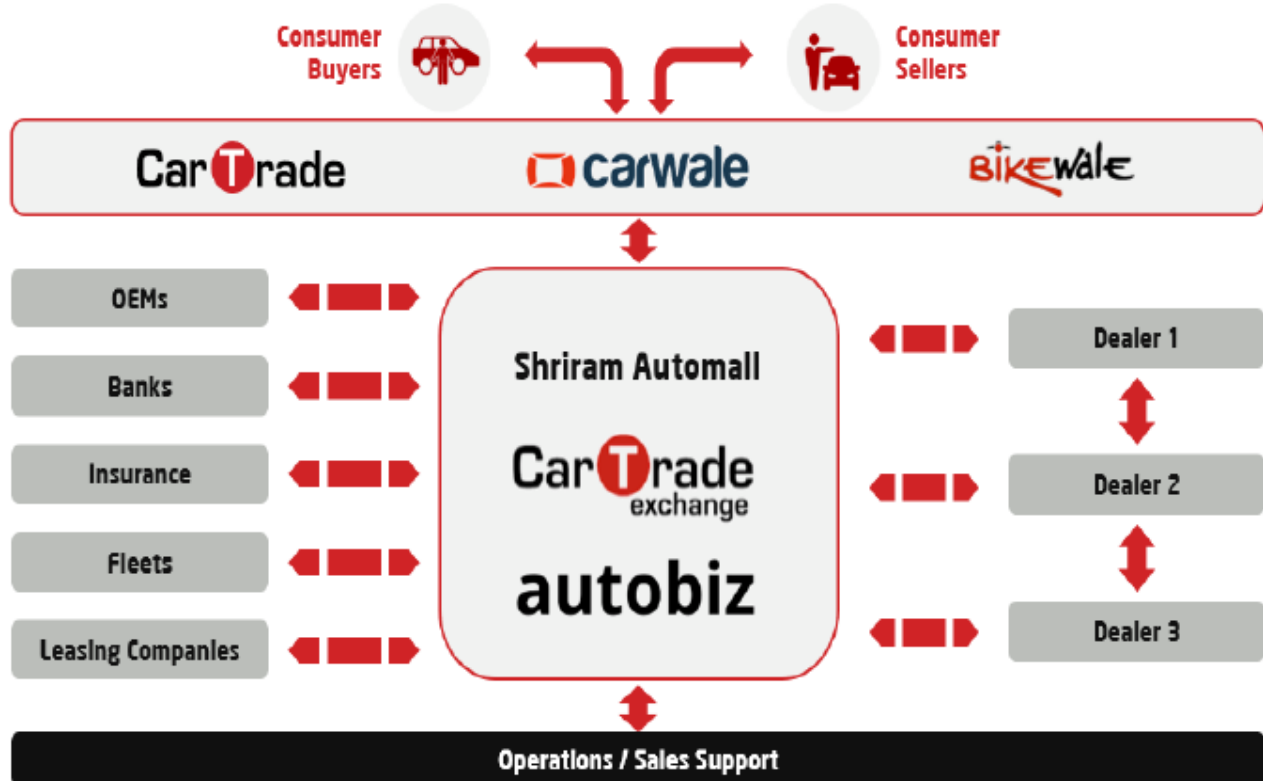 Consumer
Buyers
Consumer
Sellers
CarTrade
carwale
BikeWale
OEMs
Banks
Insurance
Fleets
Leasing Companies
Shriram Automall
CarTrade
exchange
autobiz
Dealer 1
Dealer 2
Dealer 3
Operations / Sales Support